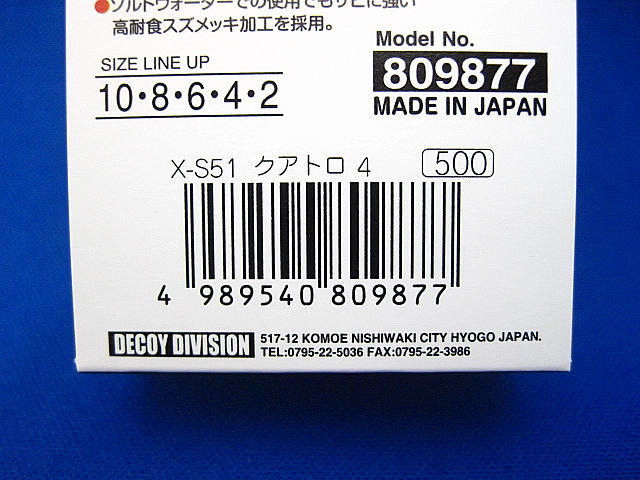 ●ソルトウォーターでの使用でもサビに強い
高耐食スズメッキ加工を採用。
SIZE LINE UP
10・8・6・4・2
Model No.
809877
MADE IN JAPAN
X-S51 クアトロ 4 500
4 989540 809877
DECOY DIVISION
517-12 KOMOE NISHIWAKI CITY HYOGO JAPAN.
TEL:0795-22-5036 FAX:0795-22-3986